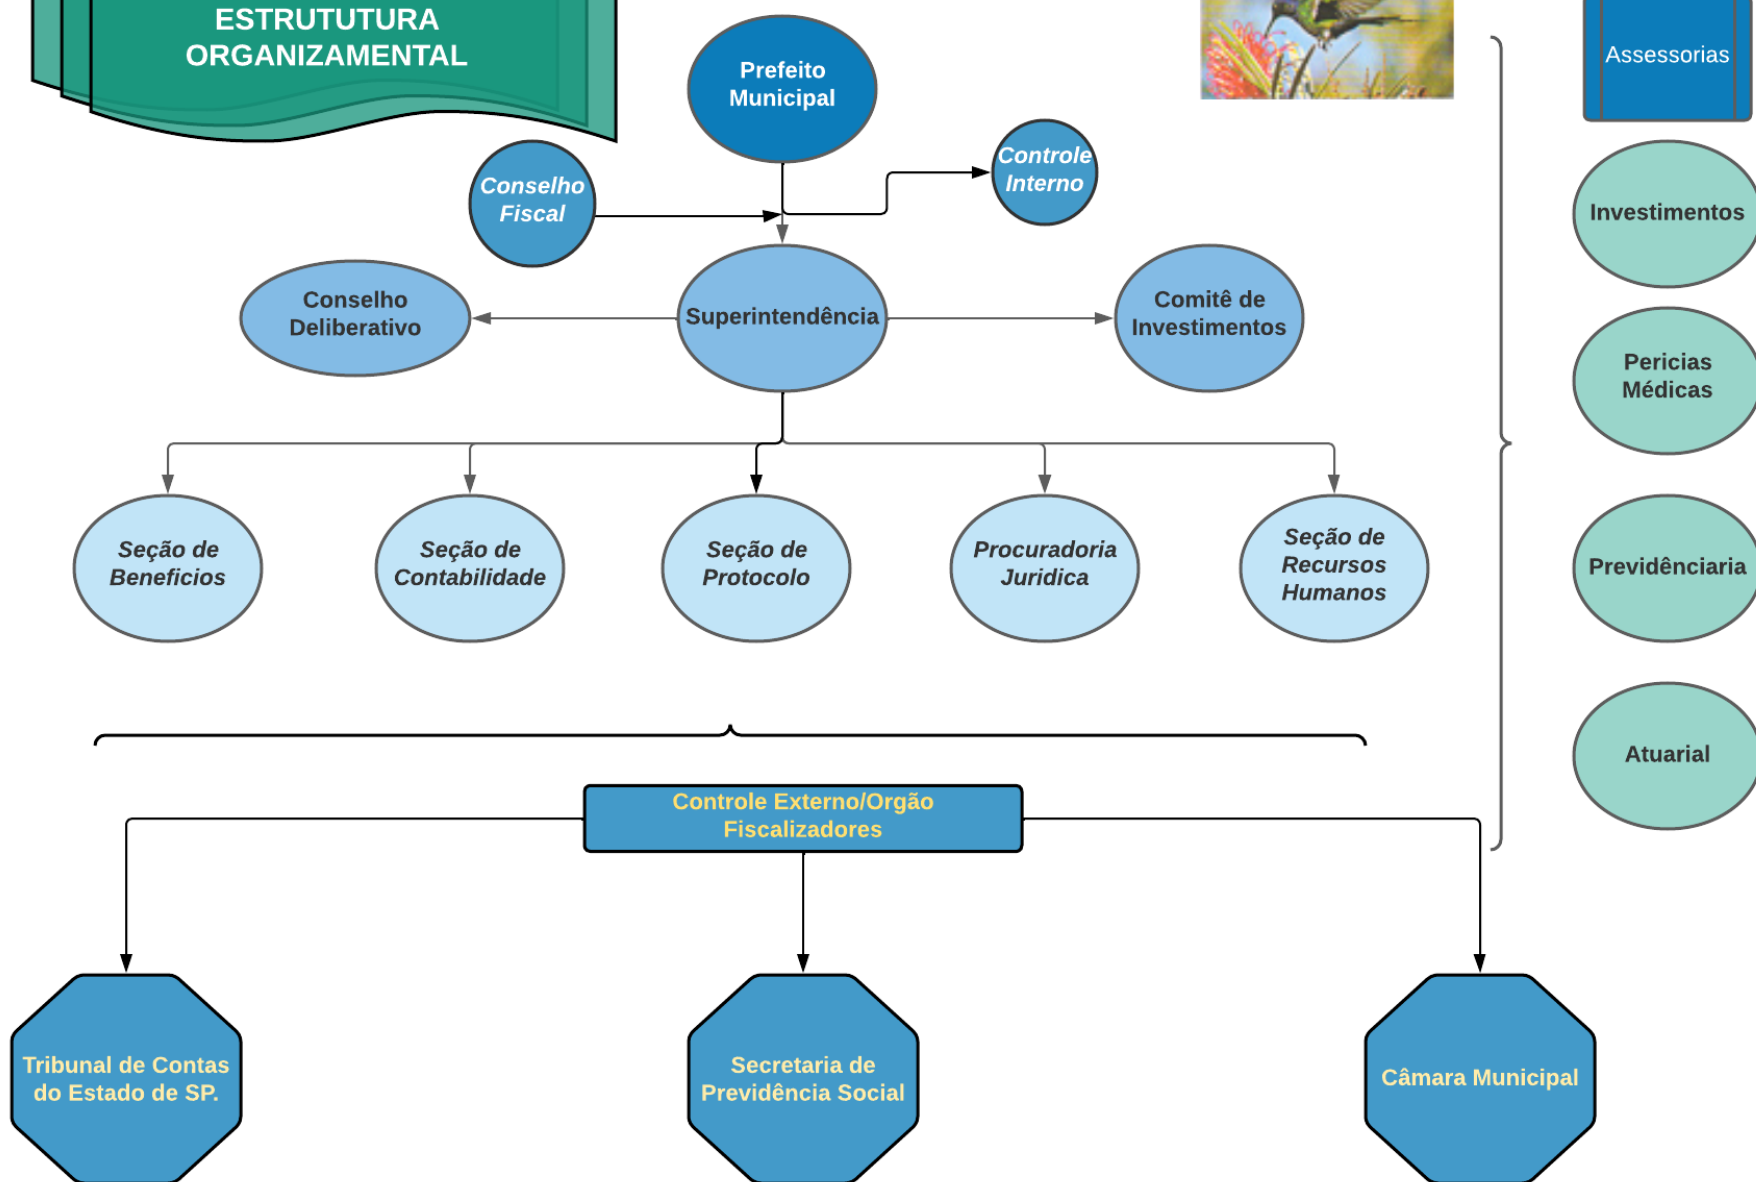 ESTRUTUTURA
ORGANIZAMENTAL
Prefeito
Municipal
Assessorias
Conselho
Fiscal
Controle
Interno
Investimentos
Conselho
Deliberativo
Superintendência
Comitê de
Investimentos
Pericias
Médicas
Seção de
Beneficios
Seção de
Contabilidade
Seção de
Protocolo
Procuradoria
Juridica
Seção de
Recursos
Humanos
Previdênciaria
Atuarial
Controle Externo/Orgão
Fiscalizadores
Tribunal de Contas
do Estado de SP.
Secretaria de
Previdência Social
Câmara Municipal